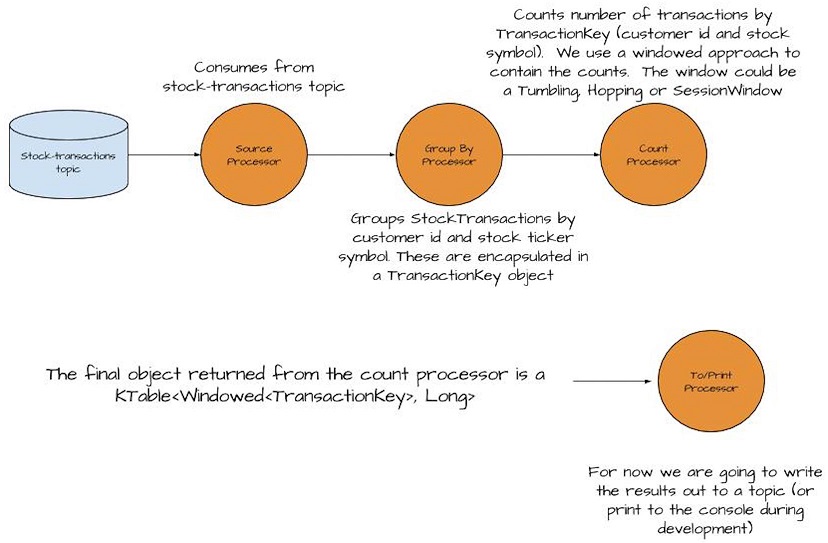 Counts number of transactions by
TransactionKey (customer id and stock
symbol). We use a windowed approach to
contain the counts. The window could be
a Tumbling, Hopping or SessionWindow
Consumes from
stock-transactions topic
Stock-transactions
topic
Source
Processor
Group By
Processor
Count
Processor
Groups StockTransactions by
customer id and stock ticker
symbol. These are encapsulated in
a TransactionKey object
The final object returned from the count processor is a
KTable<Windowed<TransactionKey>, Long>
To/Print
Processor
For now we are going to write
the results out to a topic (or
print to the console during
development)